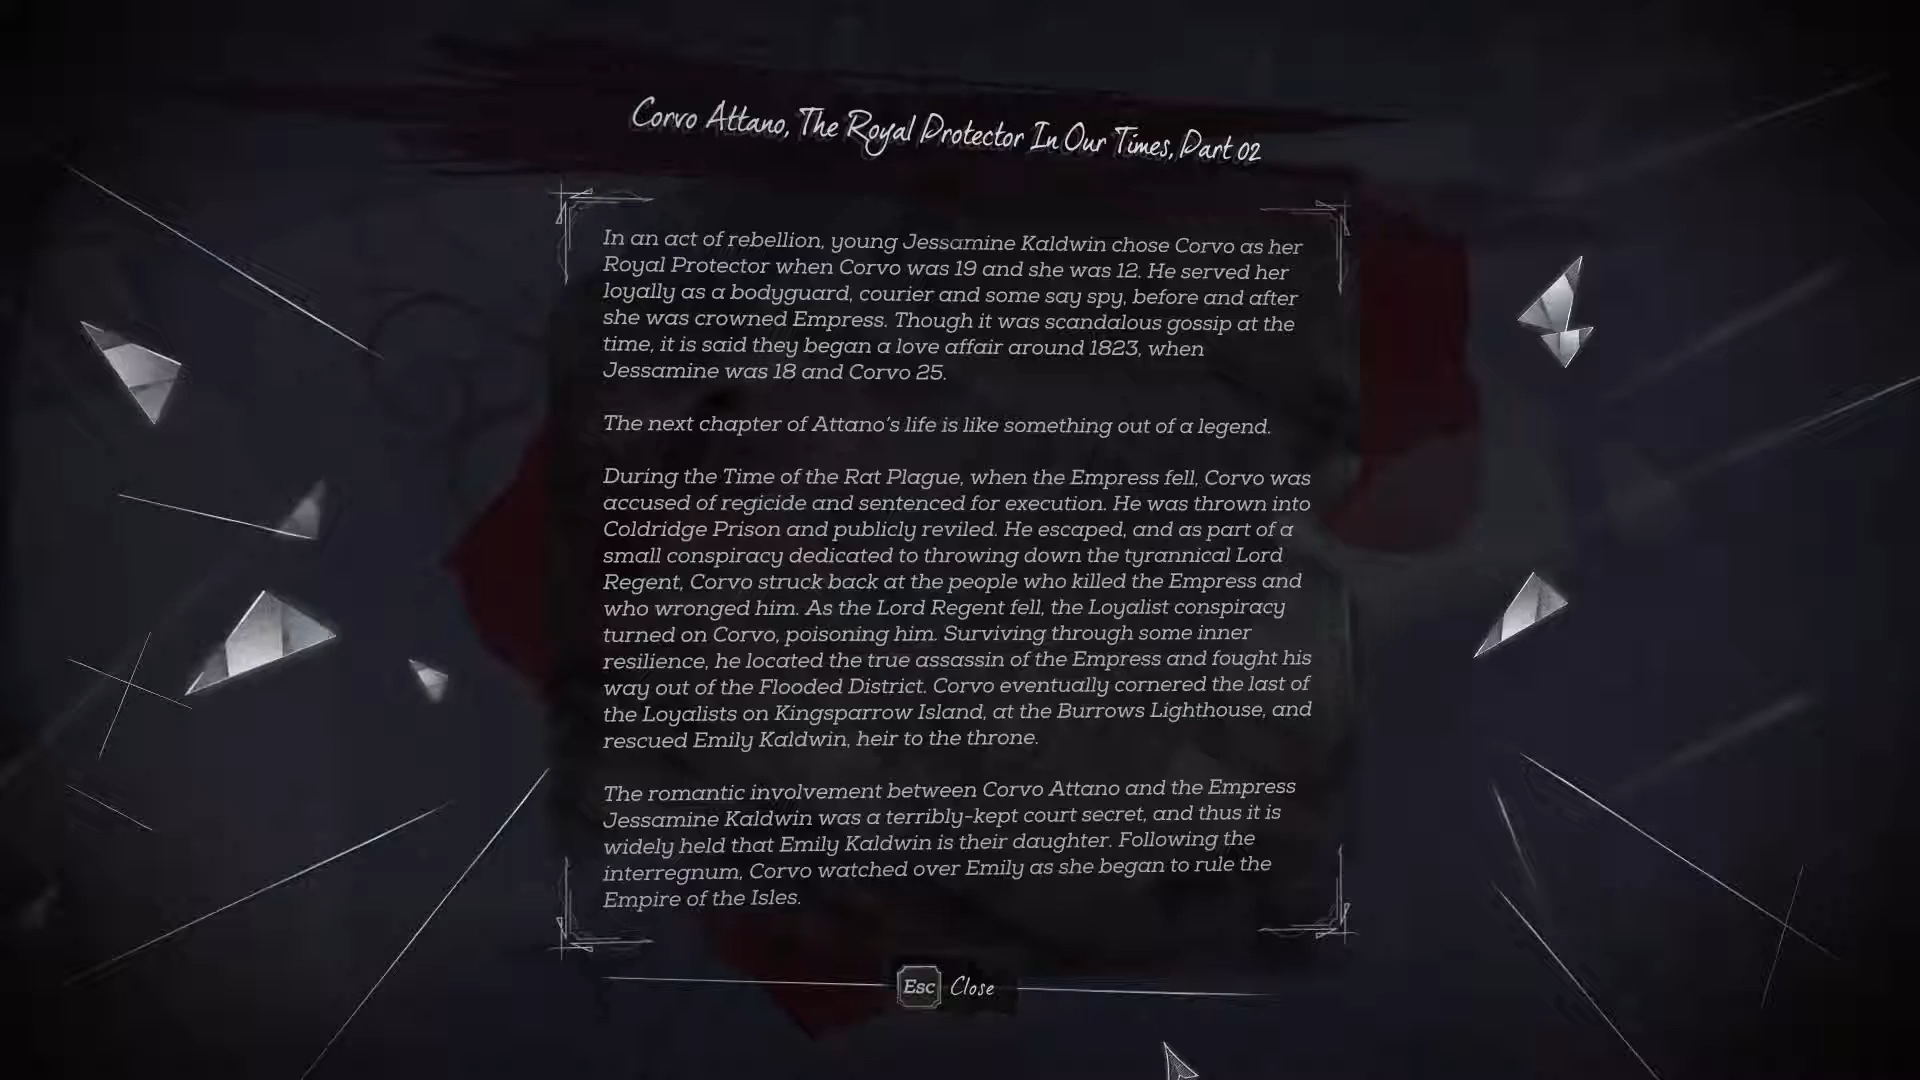 Corvo Attano, The Royal Protector In Our Times, Part 02
In an act of rebellion, young Jessamine Kaldwin chose Corvo as her
Royal Protector when Corvo was 19 and she was 12. He served her
loyally as a bodyguard, courier and some say spy, before and after
she was crowned Empress. Though it was scandalous gossip at the
time, it is said they began a love affair around 1823, when
Jessamine was 18 and Corvo 25.
The next chapter of Attano's life is like something out of a legend.
During the Time of the Rat Plague, when the Empress fell, Corvo was
accused of regicide and sentenced for execution. He was thrown into
Coldridge Prison and publicly reviled. He escaped, and as part of a
small conspiracy dedicated to throwing down the tyrannical Lord
Regent, Corvo struck back at the people who killed the Empress and
who wronged him. As the Lord Regent fell, the Loyalist conspiracy
turned on Corvo, poisoning him. Surviving through some inner
resilience, he located the true assassin of the Empress and fought his
way out of the Flooded District. Corvo eventually cornered the last of
the Loyalists on Kingsparrow Island, at the Burrows Lighthouse, and
rescued Emily Kaldwin, heir to the throne.
The romantic involvement between Corvo Attano and the Empress
Jessamine Kaldwin was a terribly-kept court secret, and thus it is
widely held that Emily Kaldwin is their daughter. Following the
interregnum, Corvo watched over Emily as she began to rule the
Empire of the Isles.
Esc Close